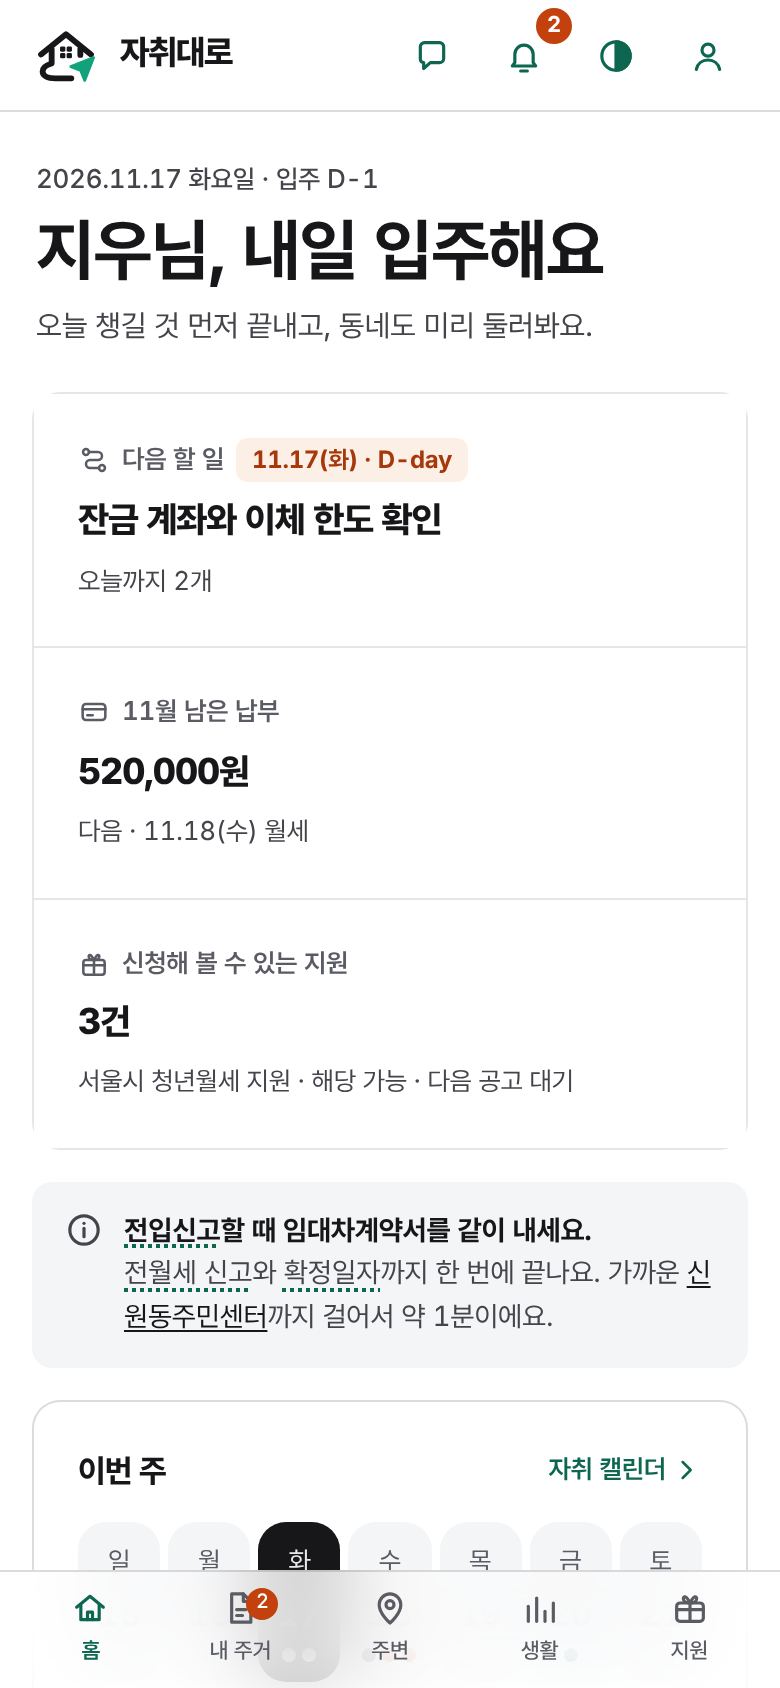 자취대로
2
2026.11.17 화요일 · 입주 D-1
지우님, 내일 입주해요
오늘 챙길 것 먼저 끝내고, 동네도 미리 둘러봐요.
다음 할 일 11.17(화) · D-day
잔금 계좌와 이체 한도 확인
오늘까지 2개
11월 남은 납부
520,000원
다음 · 11.18(수) 월세
신청해 볼 수 있는 지원
3건
서울시 청년월세 지원 · 해당 가능 · 다음 공고 대기
전입신고할 때 임대차계약서를 같이 내세요.
전월세 신고와 확정일자까지 한 번에 끝나요. 가까운 신
원동주민센터까지 걸어서 약 1분이에요.
이번 주 자취 캘린더
일 월 화 수 목 금 토
2
홈 내 주거 주변 생활 지원